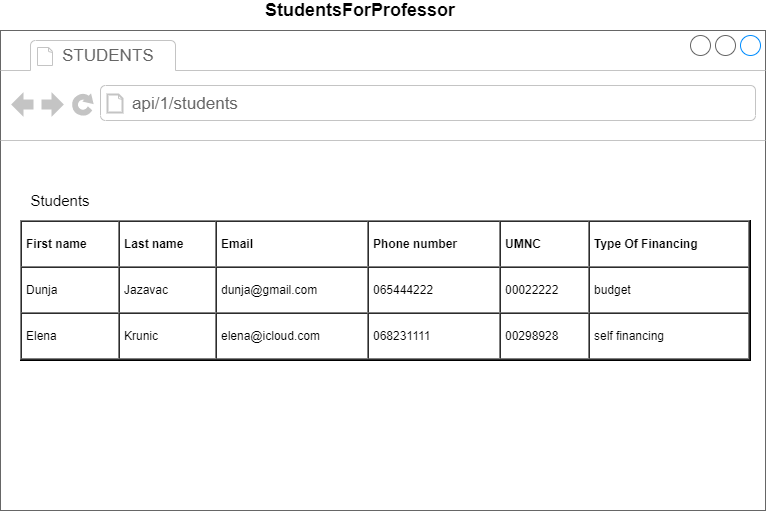 StudentsForProfessor
STUDENTS
api/1/students
Students
First name Last name Email Phone number UMNC Type Of Financing
Dunja Jazavac dunja@gmail.com 065444222 00022222 budget
Elena Krunic elena@icloud.com 068231111 00298928 self financing